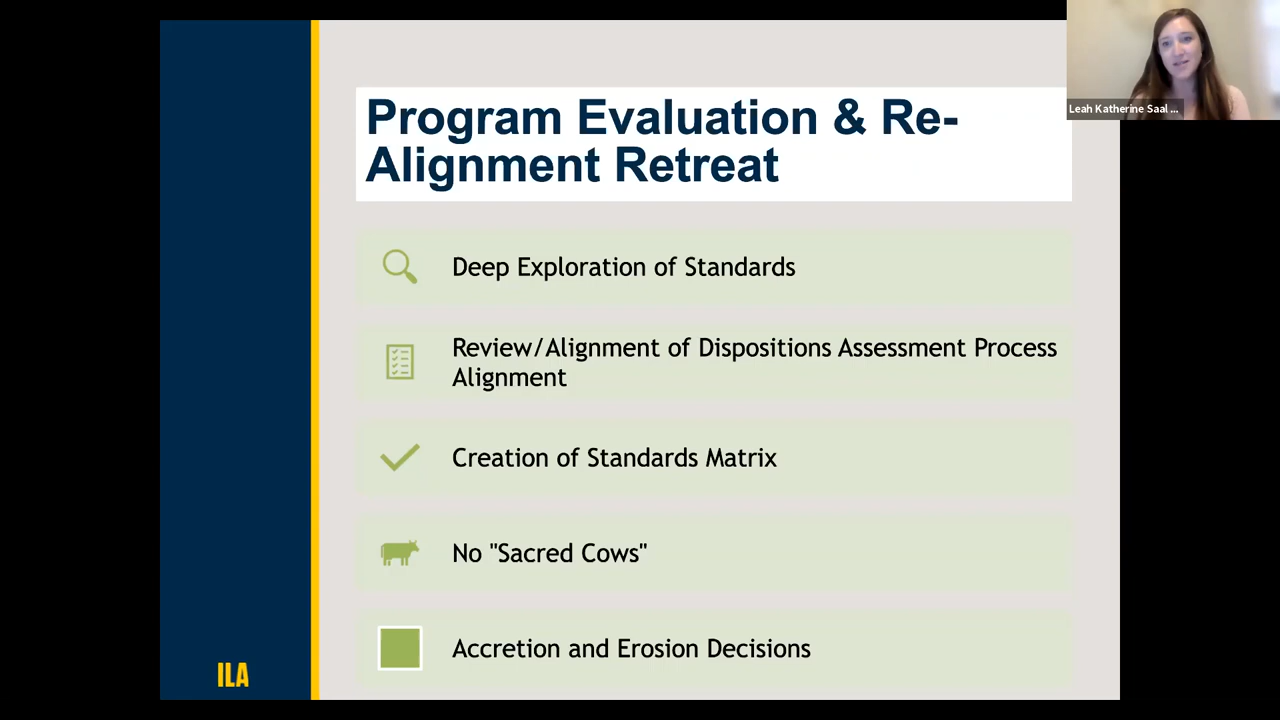 Program Evaluation & Re-
Alignment Retreat
Deep Exploration of Standards
Review/Alignment of Dispositions Assessment Process
Alignment
Creation of Standards Matrix
No "Sacred Cows"
Accretion and Erosion Decisions
ILA
Leah Katherine Saal ...